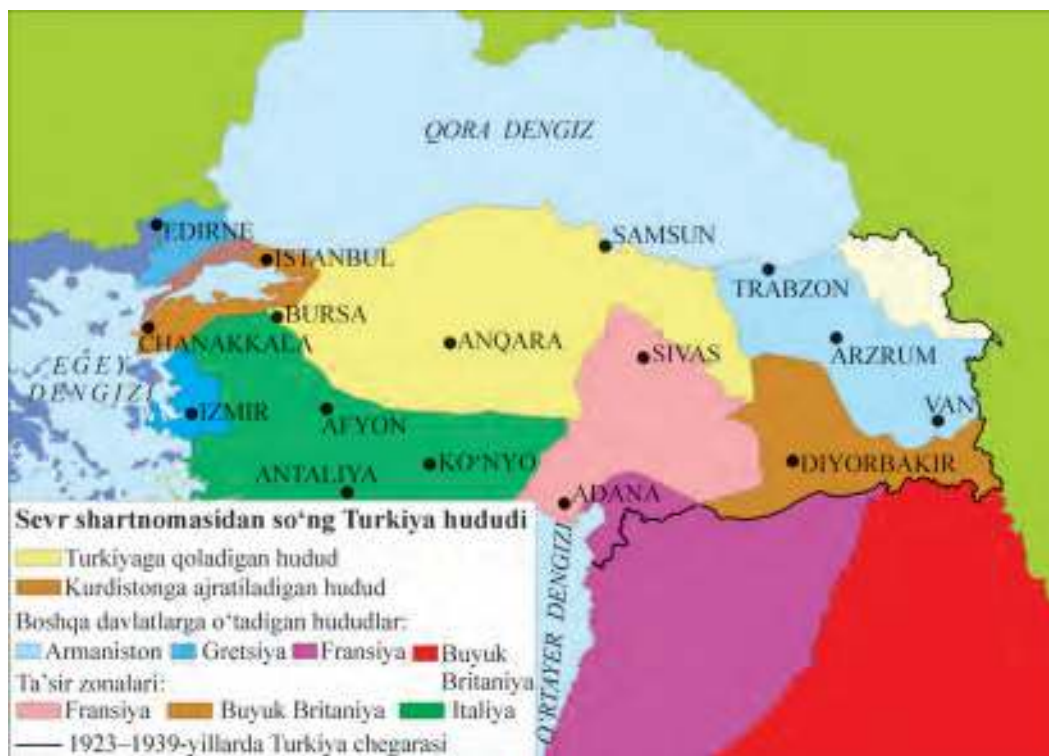 QORA DENGIZ
EDIRNE
ISTANBUL
SAMSUN
TRABZON
BURSA
CHANAKKALA
ANQARA
SIVAS
ARZRUM
EGEY
DENGIZI
IZMIR
AFYON
VAN
ANTALIYA
KO‘NYO
DIYORBAKIR
ADANA
O‘RTAYER DENGIZI
Sevr shartnomasidan so‘ng Turkiya hududi
Turkiyaga qoladigan hudud
Kurdistonga ajratiladigan hudud
Boshqa davlatlarga o‘tadigan hududlar:
Armaniston Gretsiya Fransiya Buyuk
Britaniya
Ta’sir zonalari:
Fransiya Buyuk Britaniya Italiya
1923–1939-yillarda Turkiya chegarasi